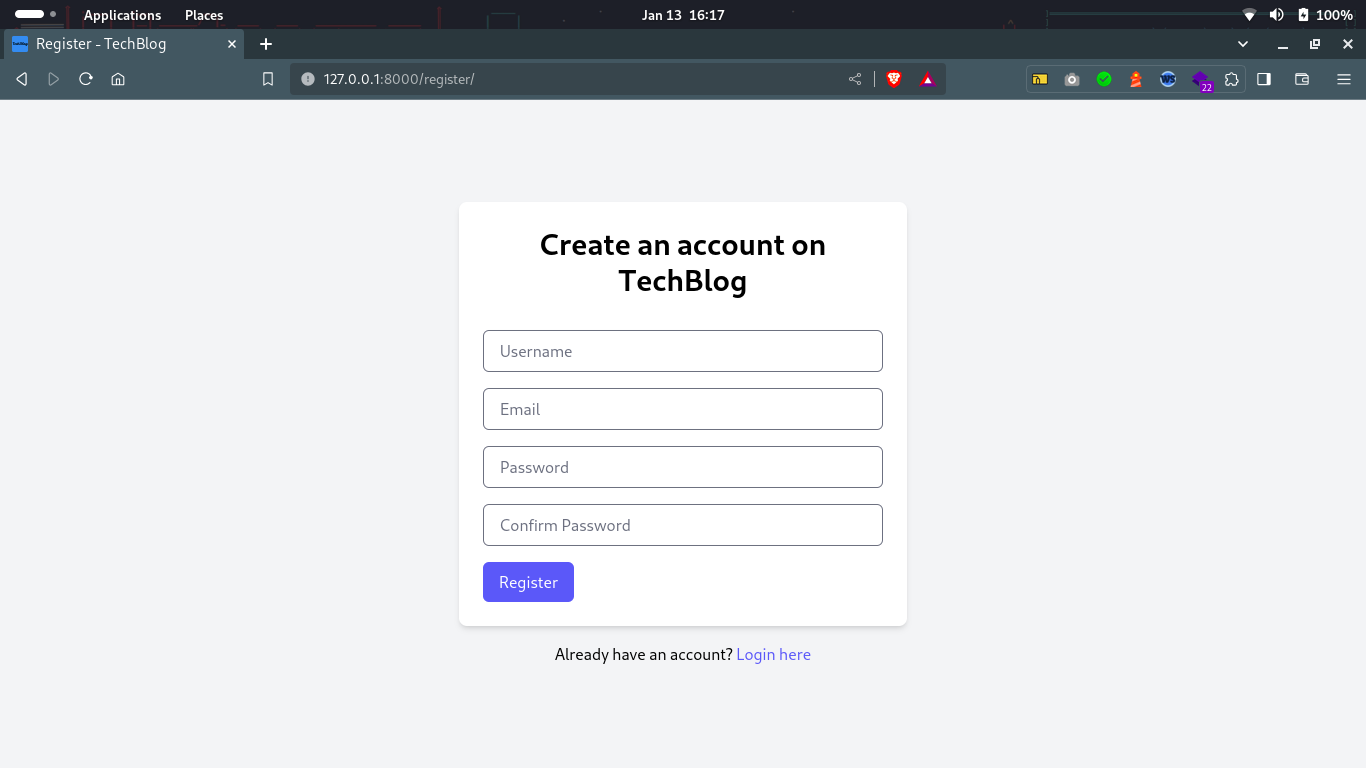 Applications Places Jan 13 16:17 100%
Register - TechBlog
127.0.0.1:8000/register/
22
Create an account on
TechBlog
Username
Email
Password
Confirm Password
Register
Already have an account? Login here